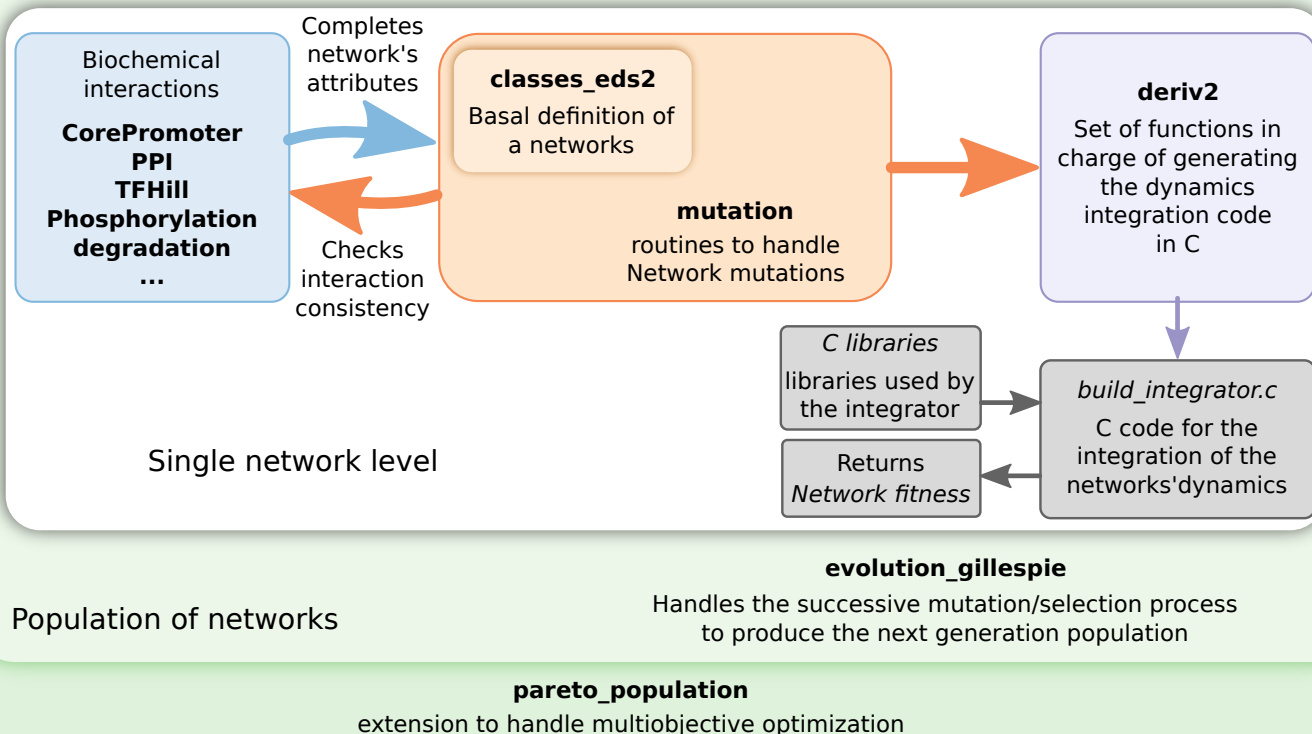 Biochemical
interactions
CorePromoter
PPI
TFHill
Phosphorylation
degradation
...
Completes
network's
attributes
Checks
interaction
consistency
classes_eds2
Basal definition of
a networks
mutation
routines to handle
Network mutations
deriv2
Set of functions in
charge of generating
the dynamics
integration code
in C
C libraries
libraries used by
the integrator
Returns
Network fitness
build_integrator.c
C code for the
integration of the
networks'dynamics
Single network level
evolution_gillespie
Handles the successive mutation/selection process
to produce the next generation population
Population of networks
pareto_population
extension to handle multiobjective optimization